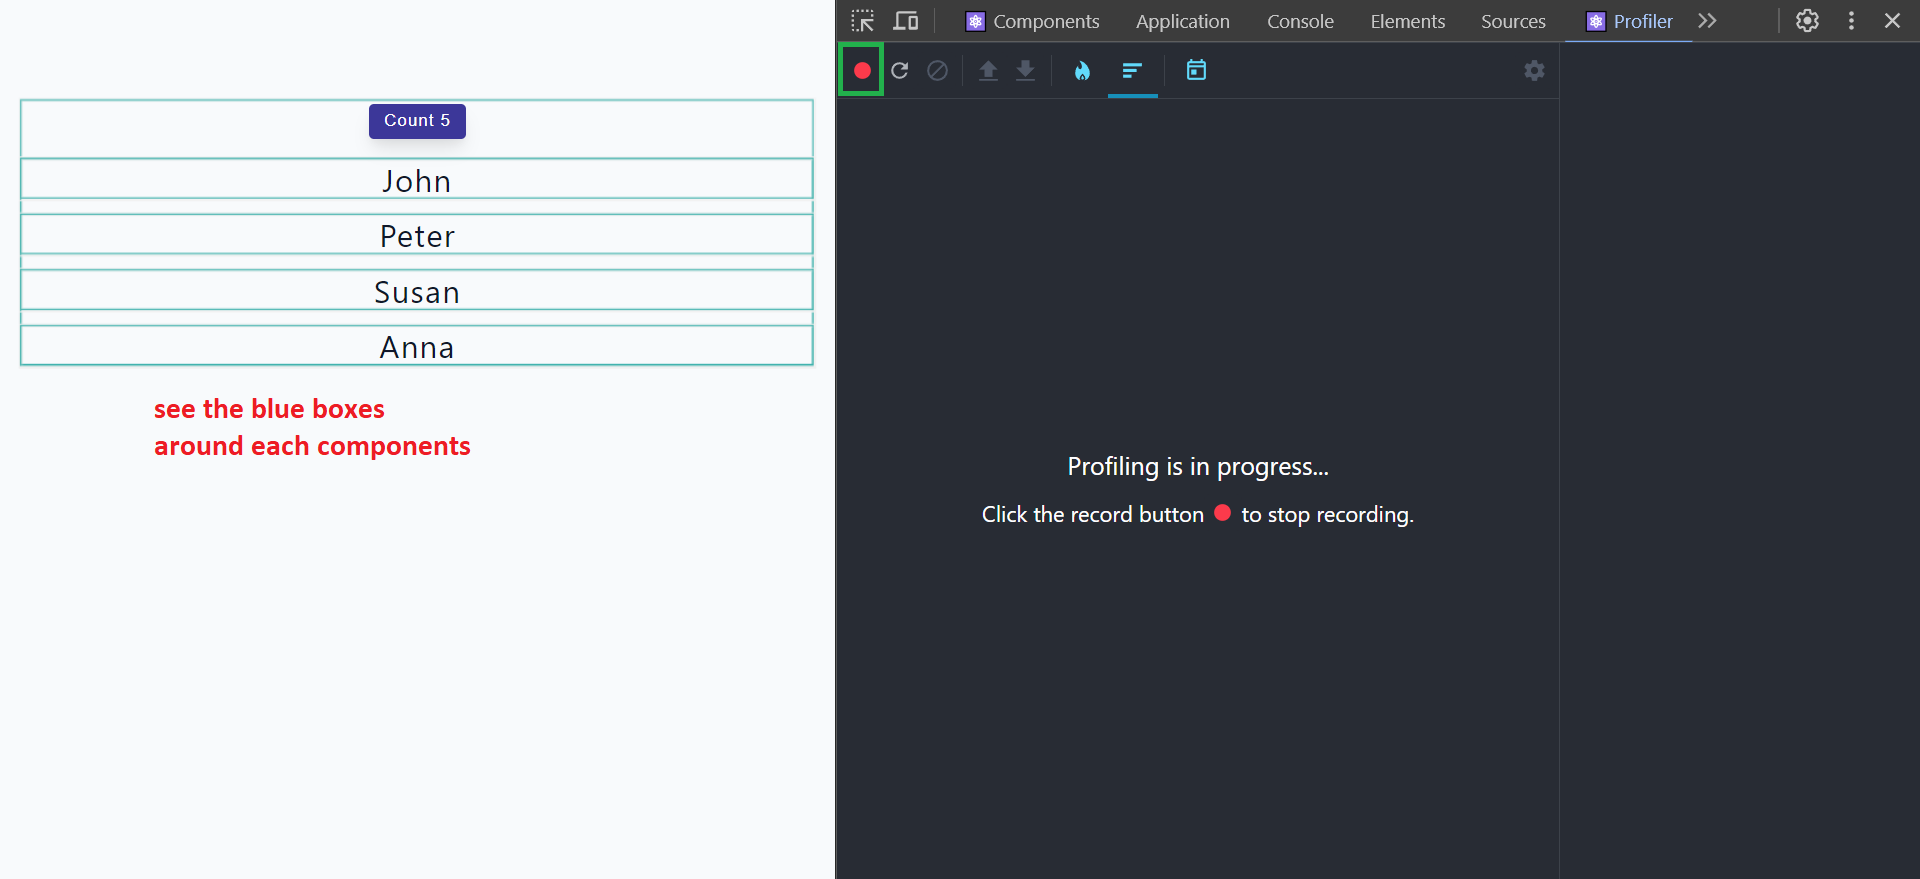 Components Application Console Elements Sources Profiler
Count 5
John
Peter
Susan
Anna
see the blue boxes
around each components
Profiling is in progress...
Click the record button to stop recording.